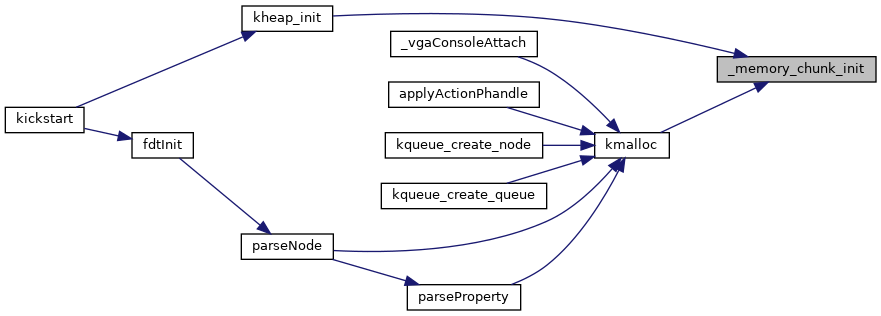 kheap_init
_vgaConsoleAttach
_memory_chunk_init
applyActionPhandle
kickstart
fdtInit
kqueue_create_node
kmalloc
kqueue_create_queue
parseNode
parseProperty